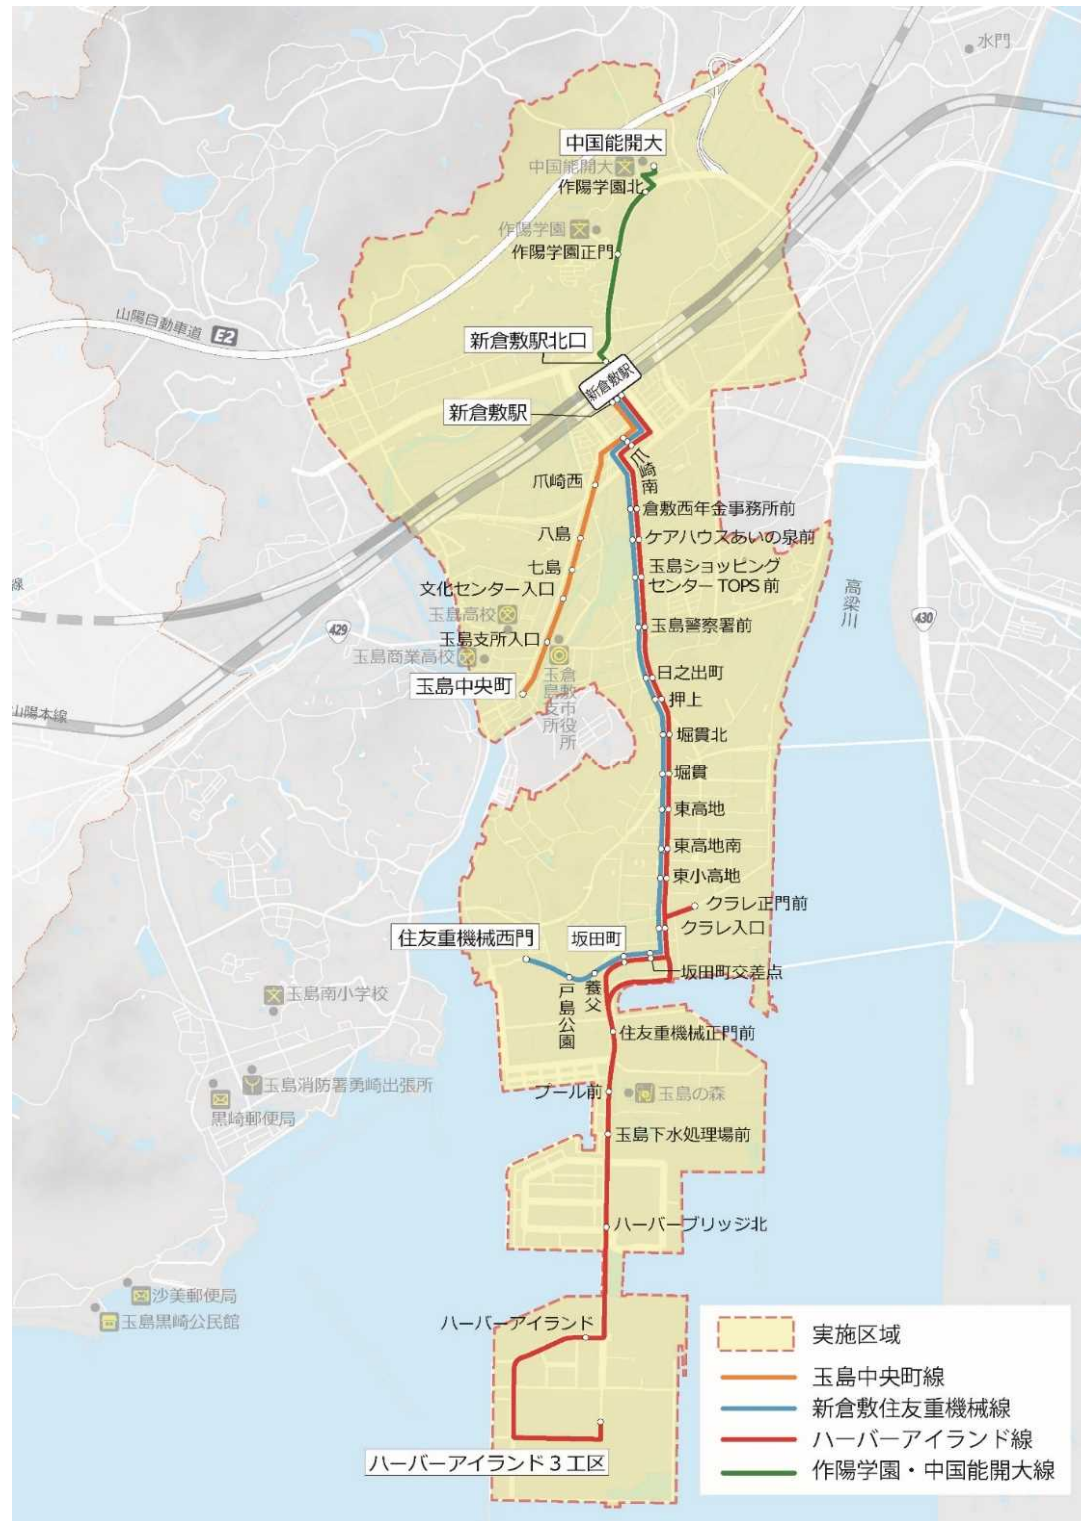 水門
中国能開大
中国能開大
作陽学園北
作陽学園
作陽学園正門
山陽自動車道 E2
新倉敷駅北口
新倉敷駅
新倉敷駅
爪崎南
爪崎西
倉敷西年金事務所前
八島
ケアハウスあいの泉前
七島
玉島ショッピング
センターTOPS前
文化センター入口
高梁川
430
線
玉島高校
429
玉島警察署前
玉島支所入口
玉島商業高校
倉敷市役所
玉島支所
日之出町
玉島中央町
押上
山陽本線
堀貫北
堀貫
東高地
東高地南
東小高地
クラレ正門前
クラレ入口
住友重機械西門
坂田町
坂田町交差点
養父
戸島公園
玉島南小学校
住友重機械正門前
玉島消防署勇崎出張所
プール前
玉島の森
黒崎郵便局
玉島下水処理場前
ハーバーブリッジ北
沙美郵便局
玉島黒崎公民館
ハーバーアイランド
ハーバーアイランド3工区
実施区域
玉島中央町線
新倉敷住友重機械線
ハーバーアイランド線
作陽学園・中国能開大線